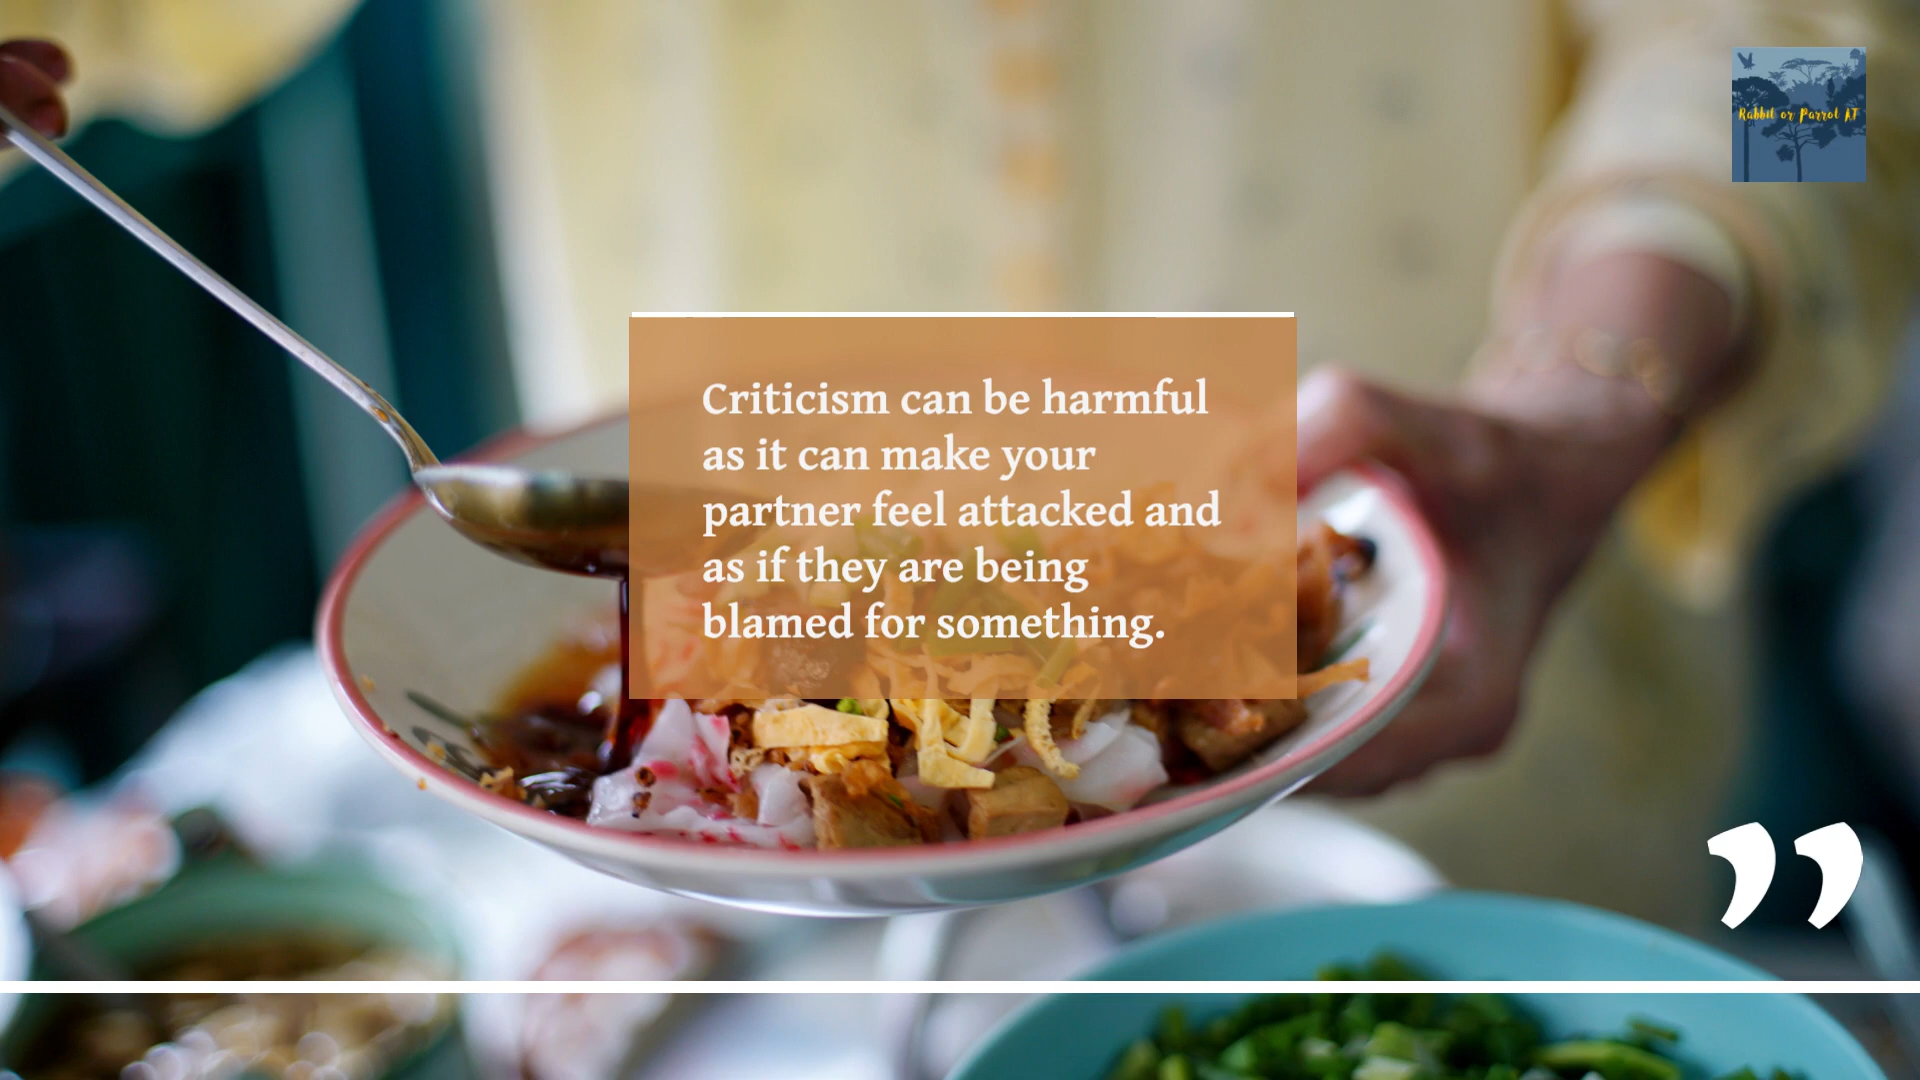 Rabbit or Parrot AF
Criticism can be harmful
as it can make your
partner feel attacked and
as if they are being
blamed for something.
”